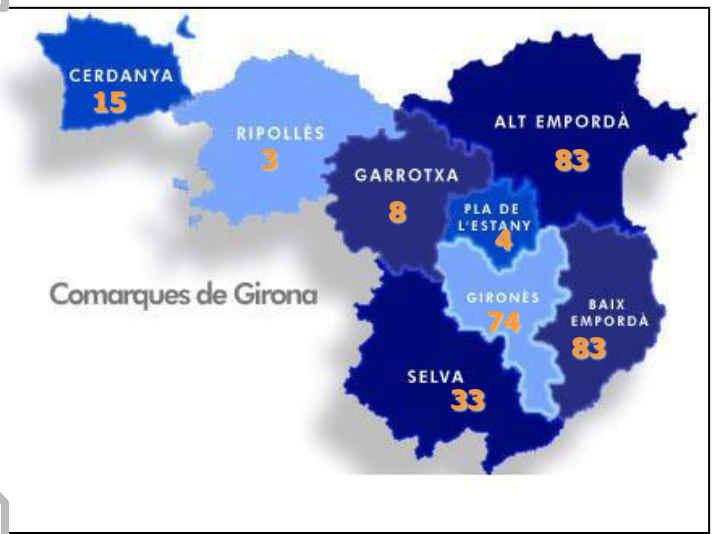 CERDANYA
15
RIPOLLÈS
3
ALT EMPORDÀ
83
GARROTXA
8
PLA DE
L'ESTANY
4
Comarques de Girona
GIRONÈS
74
BAIX
EMPORDÀ
83
SELVA
33